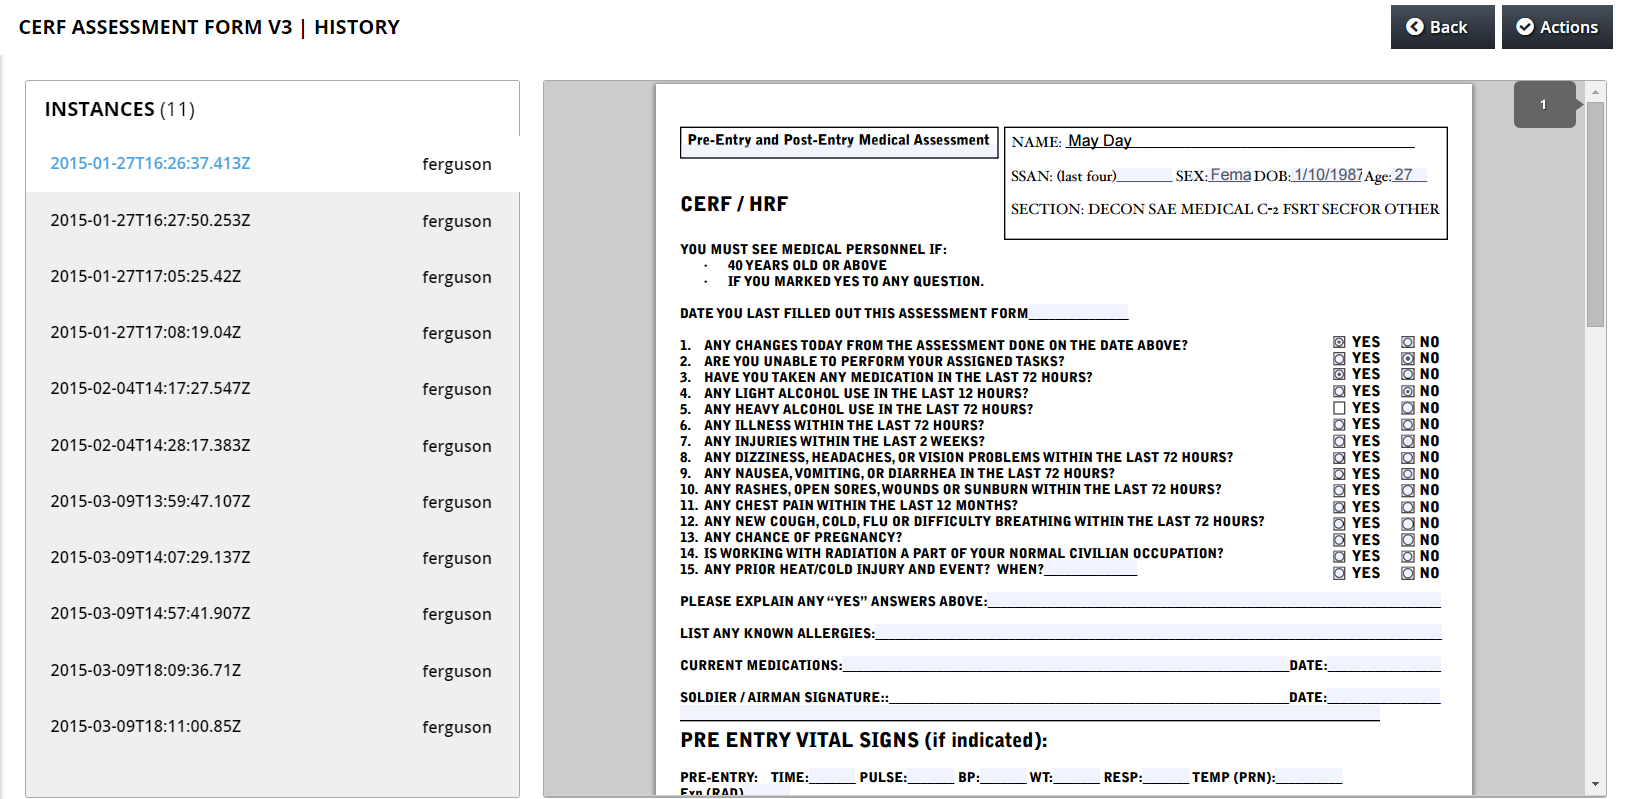 CERF ASSESSMENT FORM V3 | HISTORY
Back
Actions
INSTANCES (11)
2015-01-27T16:26:37.413Z ferguson
2015-01-27T16:27:50.253Z ferguson
2015-01-27T17:05:25.42Z ferguson
2015-01-27T17:08:19.04Z ferguson
2015-02-04T14:17:27.547Z ferguson
2015-02-04T14:28:17.383Z ferguson
2015-03-09T13:59:47.107Z ferguson
2015-03-09T14:07:29.137Z ferguson
2015-03-09T14:57:41.907Z ferguson
2015-03-09T18:09:36.71Z ferguson
2015-03-09T18:11:00.85Z ferguson
1
Pre-Entry and Post-Entry Medical Assessment
NAME: May Day
SSAN: (last four) SEX: Fema DOB: 1/10/1987 Age: 27
SECTION: DECON SAE MEDICAL C-2 FSRT SECFOR OTHER
CERF / HRF
YOU MUST SEE MEDICAL PERSONNEL IF:
· 40 YEARS OLD OR ABOVE
· IF YOU MARKED YES TO ANY QUESTION.
DATE YOU LAST FILLED OUT THIS ASSESSMENT FORM
1. ANY CHANGES TODAY FROM THE ASSESSMENT DONE ON THE DATE ABOVE? YES NO
2. ARE YOU UNABLE TO PERFORM YOUR ASSIGNED TASKS? YES NO
3. HAVE YOU TAKEN ANY MEDICATION IN THE LAST 72 HOURS? YES NO
4. ANY LIGHT ALCOHOL USE IN THE LAST 12 HOURS? YES NO
5. ANY HEAVY ALCOHOL USE IN THE LAST 72 HOURS? YES NO
6. ANY ILLNESS WITHIN THE LAST 72 HOURS? YES NO
7. ANY INJURIES WITHIN THE LAST 2 WEEKS? YES NO
8. ANY DIZZINESS, HEADACHES, OR VISION PROBLEMS WITHIN THE LAST 72 HOURS? YES NO
9. ANY NAUSEA, VOMITING, OR DIARRHEA IN THE LAST 72 HOURS? YES NO
10. ANY RASHES, OPEN SORES, WOUNDS OR SUNBURN WITHIN THE LAST 72 HOURS? YES NO
11. ANY CHEST PAIN WITHIN THE LAST 12 MONTHS? YES NO
12. ANY NEW COUGH, COLD, FLU OR DIFFICULTY BREATHING WITHIN THE LAST 72 HOURS? YES NO
13. ANY CHANCE OF PREGNANCY? YES NO
14. IS WORKING WITH RADIATION A PART OF YOUR NORMAL CIVILIAN OCCUPATION? YES NO
15. ANY PRIOR HEAT/COLD INJURY AND EVENT? WHEN? YES NO
PLEASE EXPLAIN ANY “YES” ANSWERS ABOVE:
LIST ANY KNOWN ALLERGIES:
CURRENT MEDICATIONS: DATE:
SOLDIER / AIRMAN SIGNATURE:: DATE:
PRE ENTRY VITAL SIGNS (if indicated):
PRE-ENTRY: TIME: PULSE: BP: WT: RESP: TEMP (PRN):
Exp (RAD)